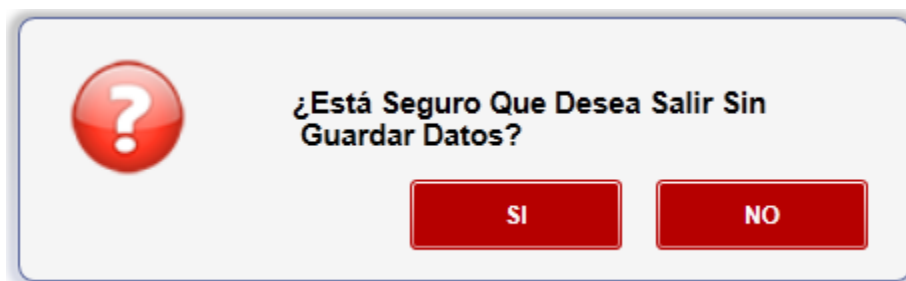 ¿Está Seguro Que Desea Salir Sin
Guardar Datos?
SI
NO